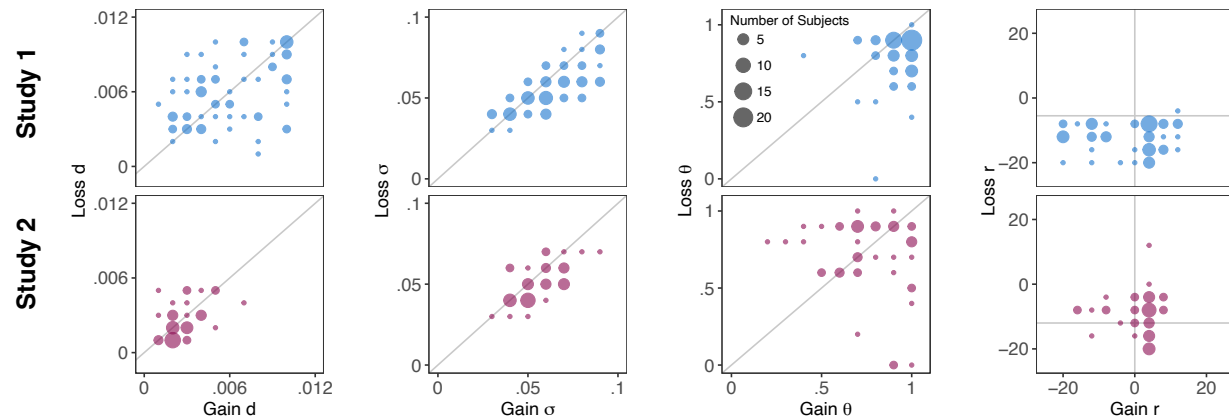 Study 1
Loss d
.012
.006
0
Loss σ
.1
.05
0
Loss θ
1
.5
0
Number of Subjects
5
10
15
20
Loss r
20
0
−20
Study 2
.012
.006
0
.1
.05
0
1
.5
0
20
0
−20
0 .006 .012
Gain d
0 .05 .1
Gain σ
0 .5 1
Gain θ
−20 0 20
Gain r